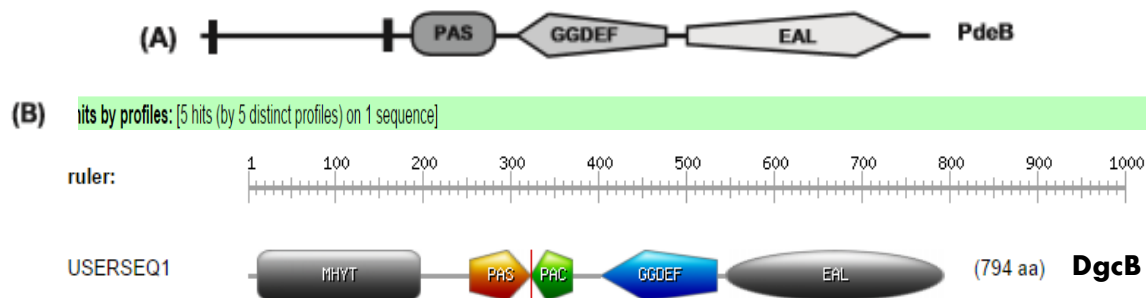 (A) PAS GGDEF EAL PdeB
(B) hits by profiles: [5 hits (by 5 distinct profiles) on 1 sequence]
1 100 200 300 400 500 600 700 800 900 1000
ruler:
USERSEQ1 MHYT PAS PAC GGDEF EAL (794 aa) DgcB